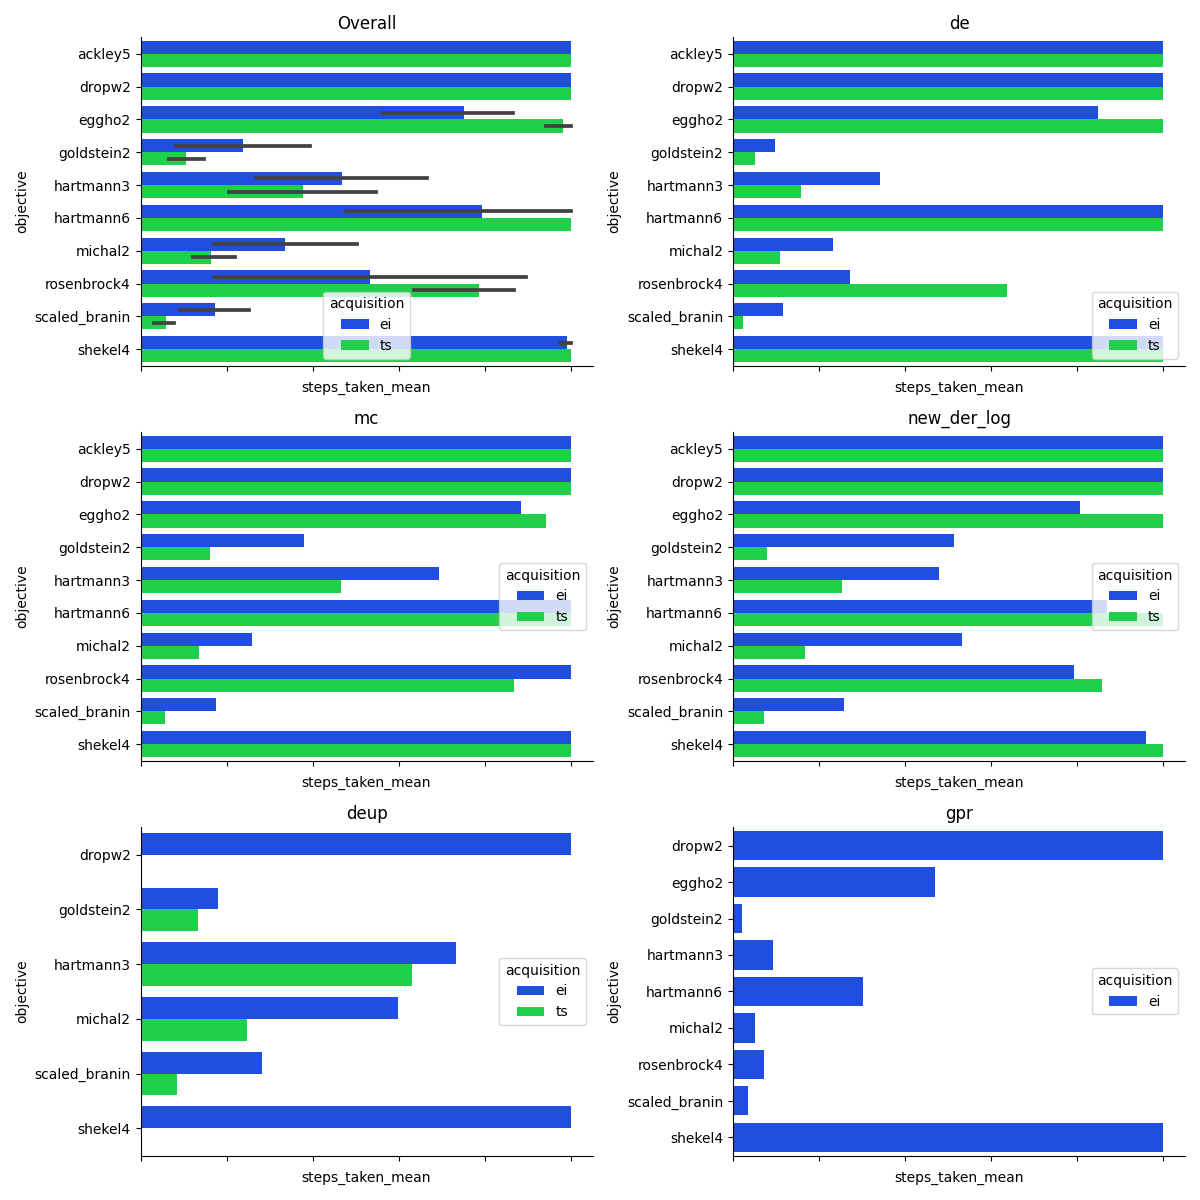 Overall
objective
ackley5
dropw2
eggho2
goldstein2
hartmann3
hartmann6
michal2
rosenbrock4
scaled_branin
shekel4
acquisition
ei
ts
steps_taken_mean
de
ackley5
dropw2
eggho2
goldstein2
hartmann3
hartmann6
michal2
rosenbrock4
scaled_branin
shekel4
acquisition
ei
ts
steps_taken_mean
mc
objective
ackley5
dropw2
eggho2
goldstein2
hartmann3
hartmann6
michal2
rosenbrock4
scaled_branin
shekel4
acquisition
ei
ts
steps_taken_mean
new_der_log
objective
ackley5
dropw2
eggho2
goldstein2
hartmann3
hartmann6
michal2
rosenbrock4
scaled_branin
shekel4
acquisition
ei
ts
steps_taken_mean
deup
objective
dropw2
goldstein2
hartmann3
michal2
scaled_branin
shekel4
acquisition
ei
ts
steps_taken_mean
gpr
objective
dropw2
eggho2
goldstein2
hartmann3
hartmann6
michal2
rosenbrock4
scaled_branin
shekel4
acquisition
ei
steps_taken_mean